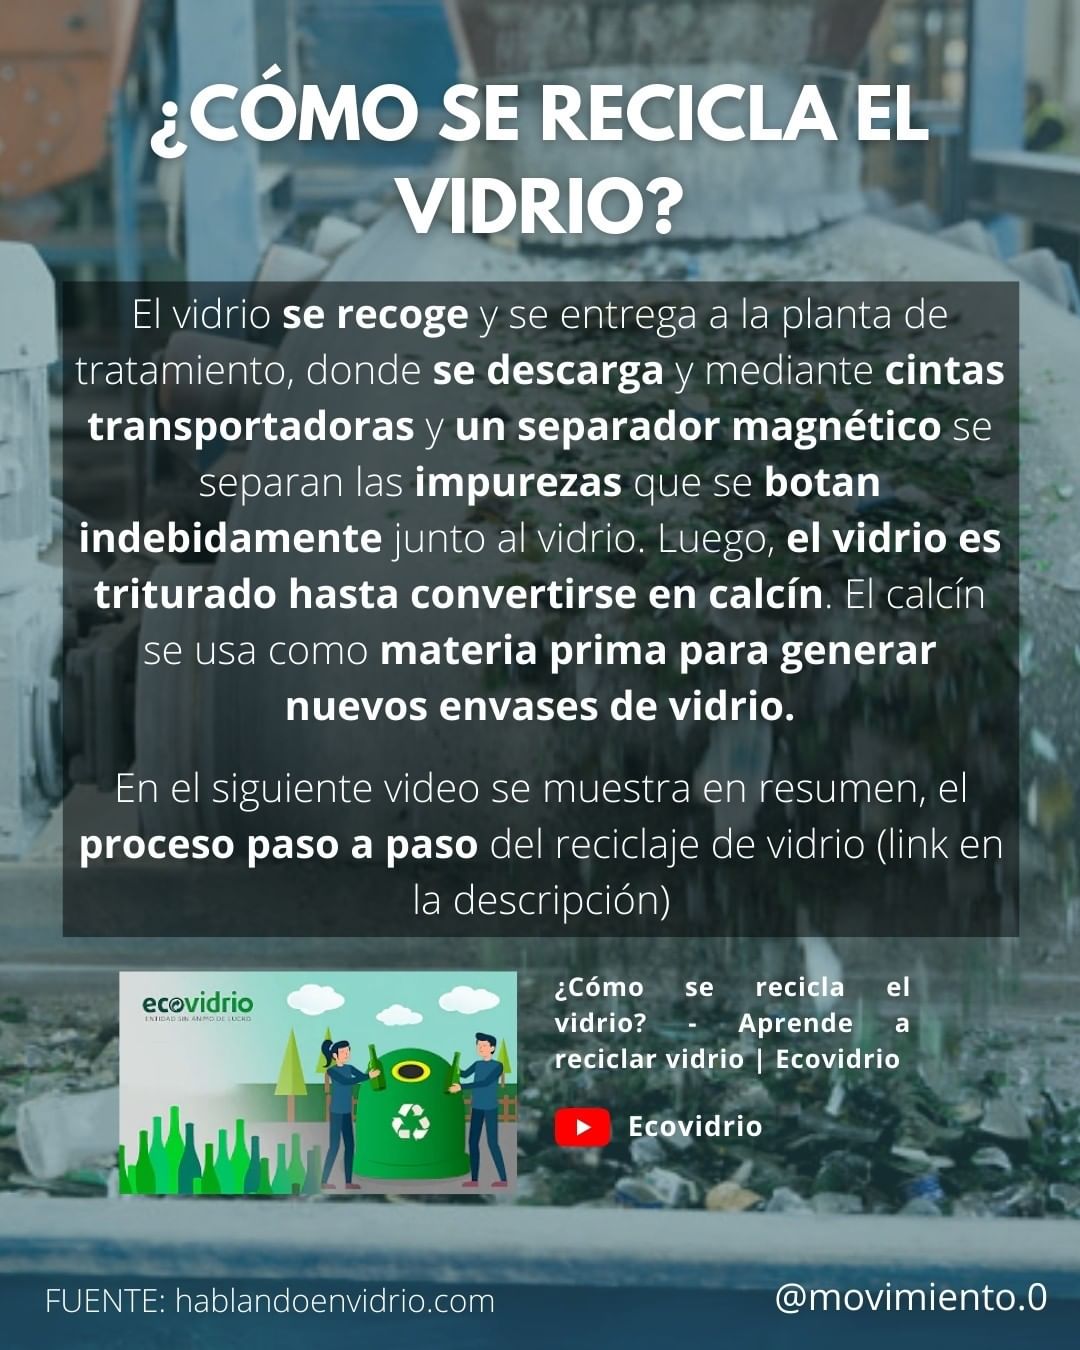 ¿CÓMO SE RECICLA EL
VIDRIO?
El vidrio se recoge y se entrega a la planta de
tratamiento, donde se descarga y mediante cintas
transportadoras y un separador magnético se
separan las impurezas que se botan
indebidamente junto al vidrio. Luego, el vidrio es
triturado hasta convertirse en calcín. El calcín
se usa como materia prima para generar
nuevos envases de vidrio.
En el siguiente video se muestra en resumen, el
proceso paso a paso del reciclaje de vidrio (link en
la descripción)
ecovidrio
ENTIDAD SIN ÁNIMO DE LUCRO
¿Cómo se recicla el
vidrio? - Aprende a
reciclar vidrio | Ecovidrio
Ecovidrio
FUENTE: hablandoenvidrio.com
@movimiento.0